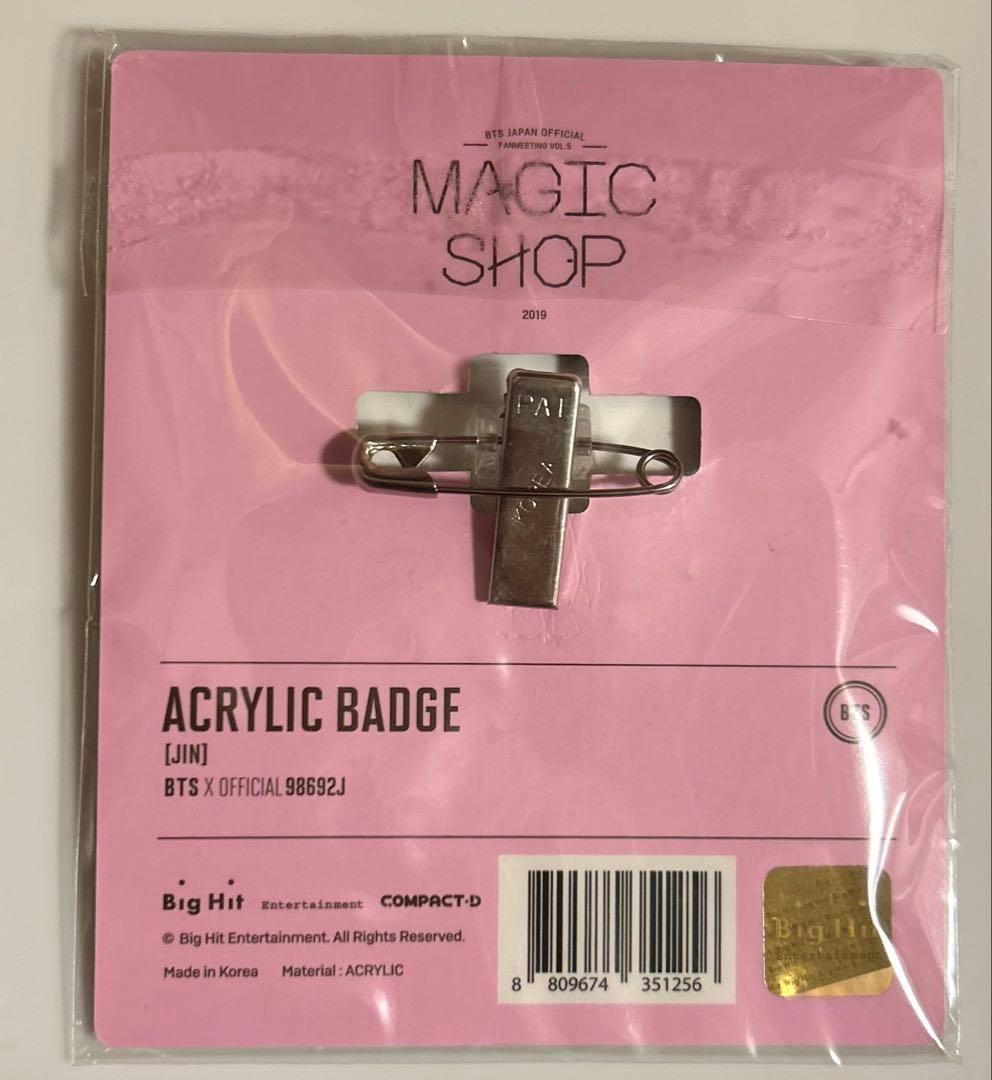 BTS JAPAN OFFICIAL
FANMEETING VOL.5
MAGIC
SHOP
2019
PAT
KOREA
ACRYLIC BADGE
[JIN]
BTS
BTS X OFFICIAL 98692J
Big Hit Entertainment COMPACT·D
© Big Hit Entertainment. All Rights Reserved.
Made in Korea Material : ACRYLIC
8 809674 351256
Big Hit
Entertainment